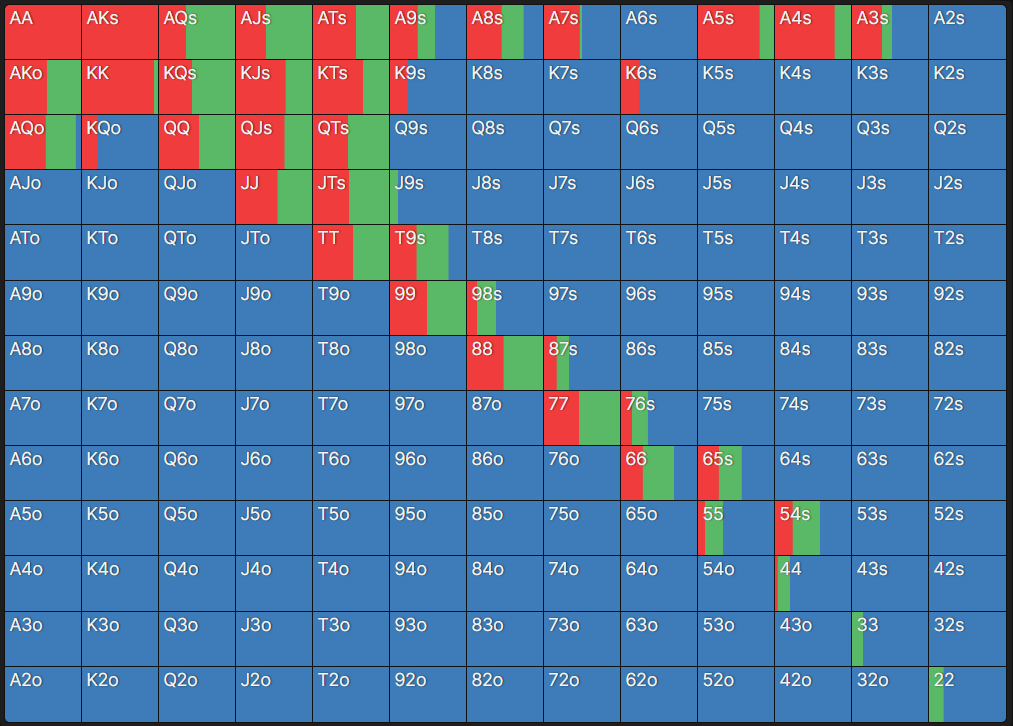 AA AKs AQs AJs ATs A9s A8s A7s A6s A5s A4s A3s A2s
AKo KK KQs KJs KTs K9s K8s K7s K6s K5s K4s K3s K2s
AQo KQo QQ QJs QTs Q9s Q8s Q7s Q6s Q5s Q4s Q3s Q2s
AJo KJo QJo JJ JTs J9s J8s J7s J6s J5s J4s J3s J2s
ATo KTo QTo JTo TT T9s T8s T7s T6s T5s T4s T3s T2s
A9o K9o Q9o J9o T9o 99 98s 97s 96s 95s 94s 93s 92s
A8o K8o Q8o J8o T8o 98o 88 87s 86s 85s 84s 83s 82s
A7o K7o Q7o J7o T7o 97o 87o 77 76s 75s 74s 73s 72s
A6o K6o Q6o J6o T6o 96o 86o 76o 66 65s 64s 63s 62s
A5o K5o Q5o J5o T5o 95o 85o 75o 65o 55 54s 53s 52s
A4o K4o Q4o J4o T4o 94o 84o 74o 64o 54o 44 43s 42s
A3o K3o Q3o J3o T3o 93o 83o 73o 63o 53o 43o 33 32s
A2o K2o Q2o J2o T2o 92o 82o 72o 62o 52o 42o 32o 22